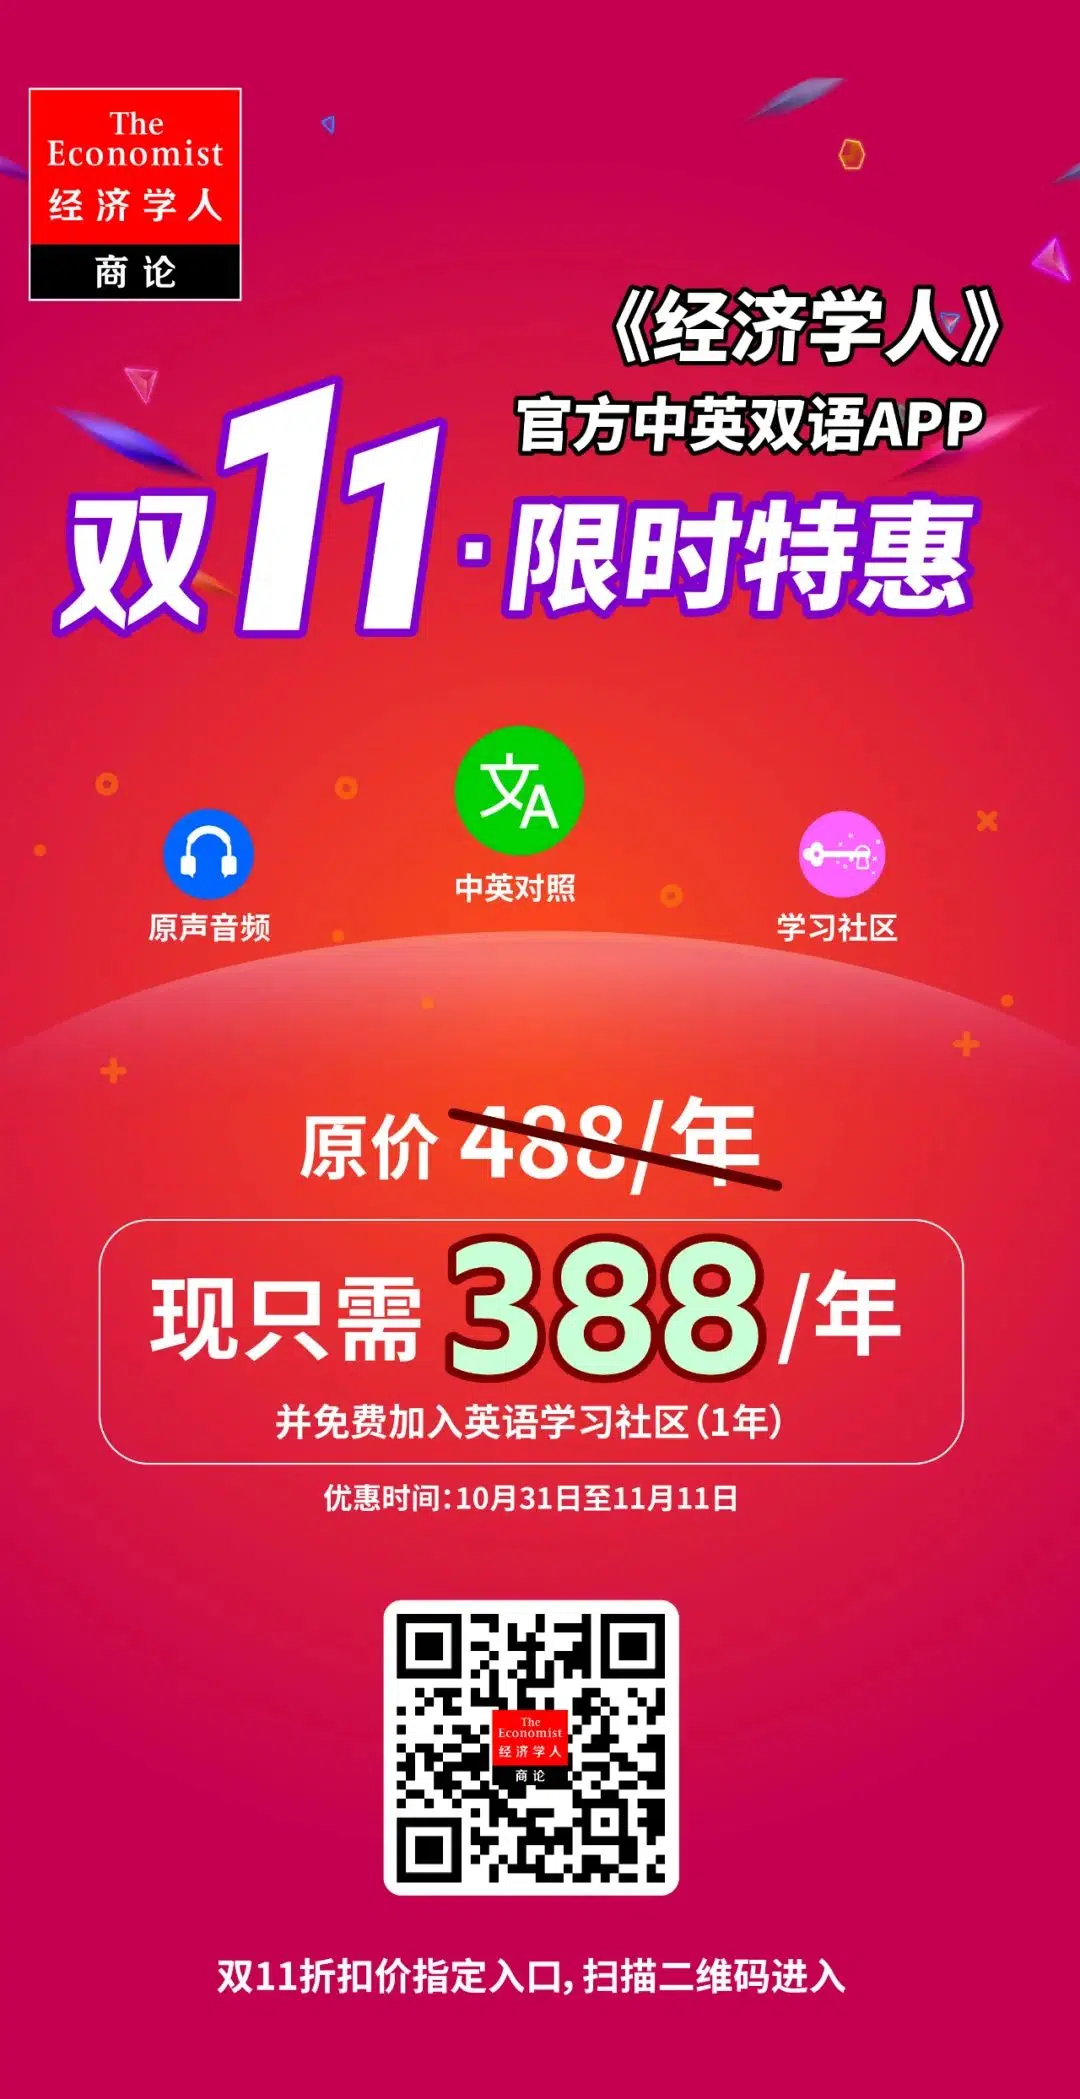 The
Economist
经济学人
商论
《经济学人》
官方中英双语APP
双11·限时特惠
文A
中英对照
原声音频
学习社区
原价 488/年
现只需 388/年
并免费加入英语学习社区(1年)
优惠时间:10月31日至11月11日
The
Economist
经济学人
商论
双11折扣价指定入口,扫描二维码进入